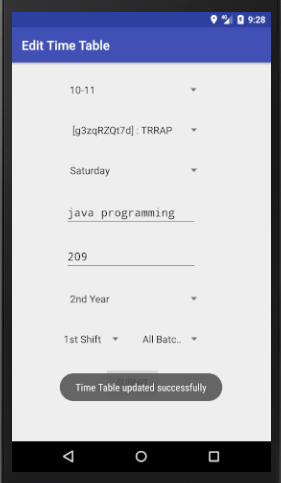 9:28
Edit Time Table
10-11
[g3zqRZQt7d] : TRRAP
Saturday
java programming
209
2nd Year
1st Shift All Batc..
Time Table updated successfully